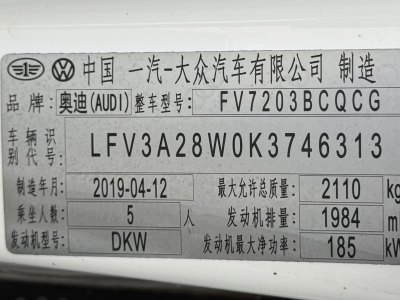 中国 一汽-大众汽车有限公司 制造
品牌: 奥迪(AUDI) 整车型号: FV7203BCQCG
车辆识别代号: LFV3A28W0K3746313
制造年月: 2019-04-12 最大允许总质量: 2110 kg
乘坐人数: 5 人 发动机排量: 1984 m
发动机型号: DKW 发动机最大净功率: 185 kW